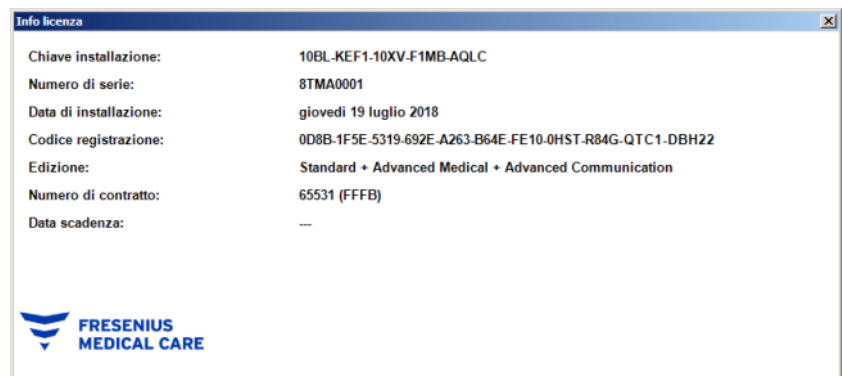 Info licenza
Chiave installazione: 10BL-KEF1-10XV-F1MB-AQLC
Numero di serie: 8TMA0001
Data di installazione: giovedì 19 luglio 2018
Codice registrazione: 0D8B-1F5E-5319-692E-A263-B64E-FE10-0HST-R84G-QTC1-DBH22
Edizione: Standard + Advanced Medical + Advanced Communication
Numero di contratto: 65531 (FFFB)
Data scadenza: ---
FRESENIUS
MEDICAL CARE